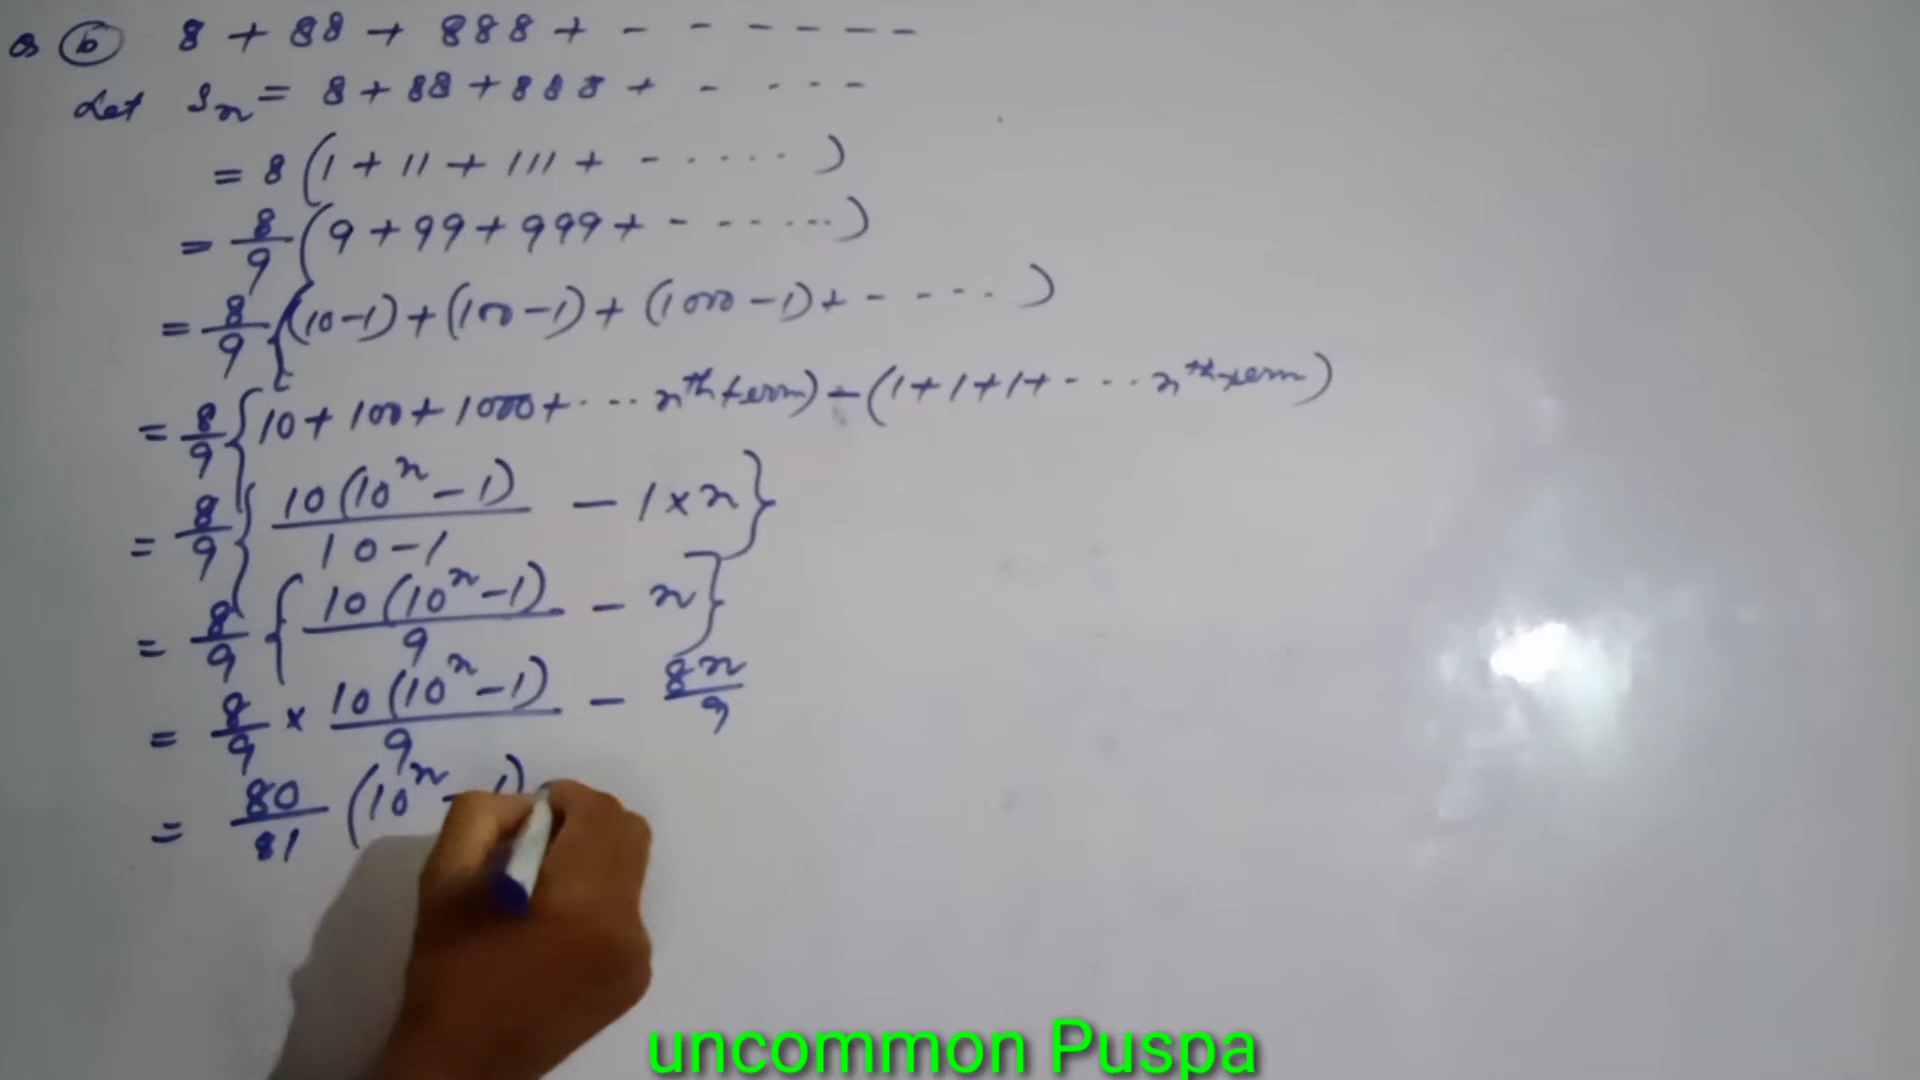 Q (b) 8 + 88 + 888 + - - - - - -
Let Sn = 8 + 88 + 888 + - - - -
= 8 (1 + 11 + 111 + - . . . . . )
= 8/9 (9 + 99 + 999 + - . . . . . )
= 8/9 {(10-1) + (100-1) + (1000-1) + - - - - . )
= 8/9 {10 + 100 + 1000 + . . . . nth term) - (1+1+1+ - . . . nth term)
= 8/9 { 10(10^n - 1)/10-1 - 1×n}
= 8/9 { 10(10^n - 1)/9 - n}
= 8/9 × 10(10^n - 1)/9 - 8n/9
= 80/81 (10^n - 1)
uncommon Puspa